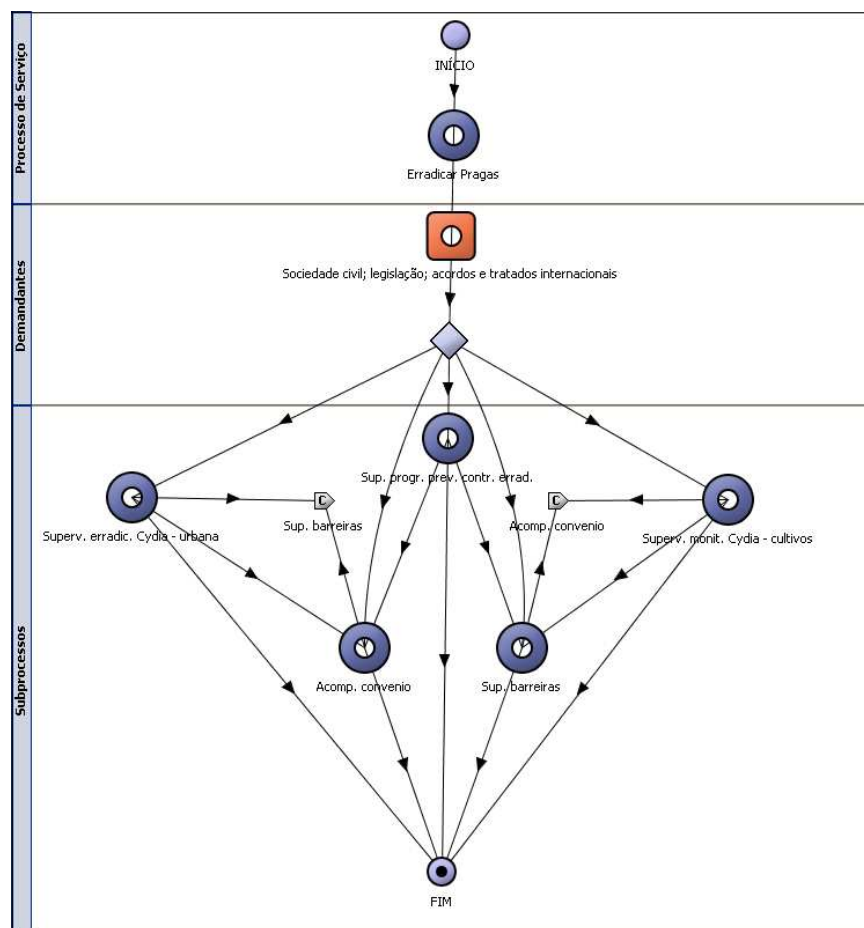 Processo de Serviço
INÍCIO
Erradicar Pragas
Demandantes
Sociedade civil; legislação; acordos e tratados internacionais
Subprocessos
Sup. progr. prev. contr. errad.
C
Sup. barreiras
C
Acomp. convenio
Superv. erradic. Cydia - urbana
Superv. monit. Cydia - cultivos
Acomp. convenio
Sup. barreiras
FIM